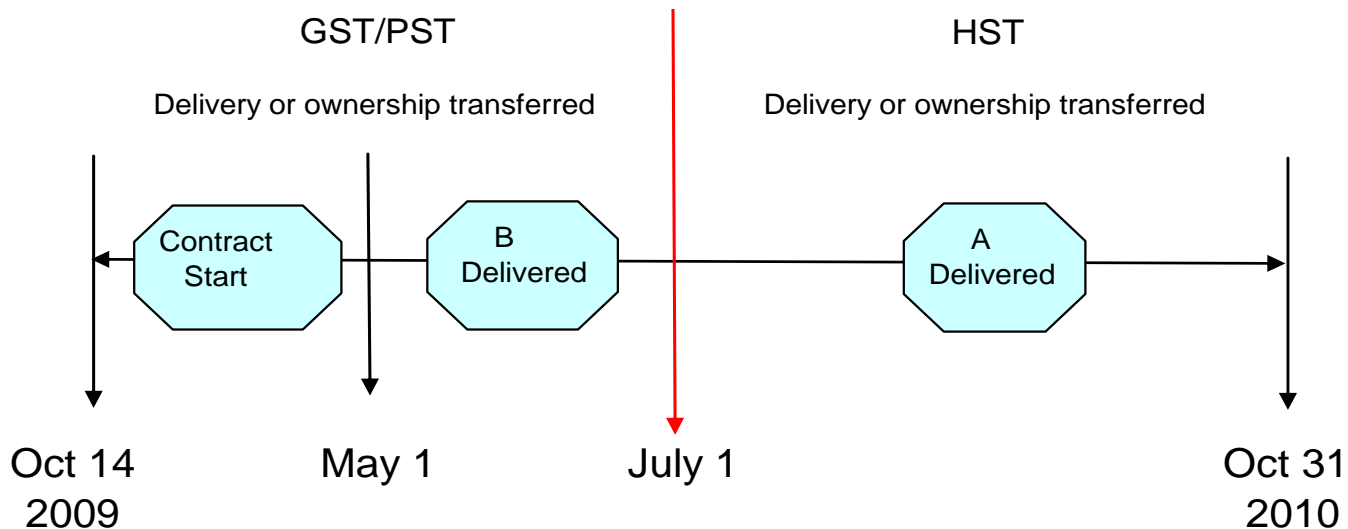 GST/PST
HST
Delivery or ownership transferred
Delivery or ownership transferred
Contract
Start
B
Delivered
A
Delivered
Oct 14
2009
May 1
July 1
Oct 31
2010